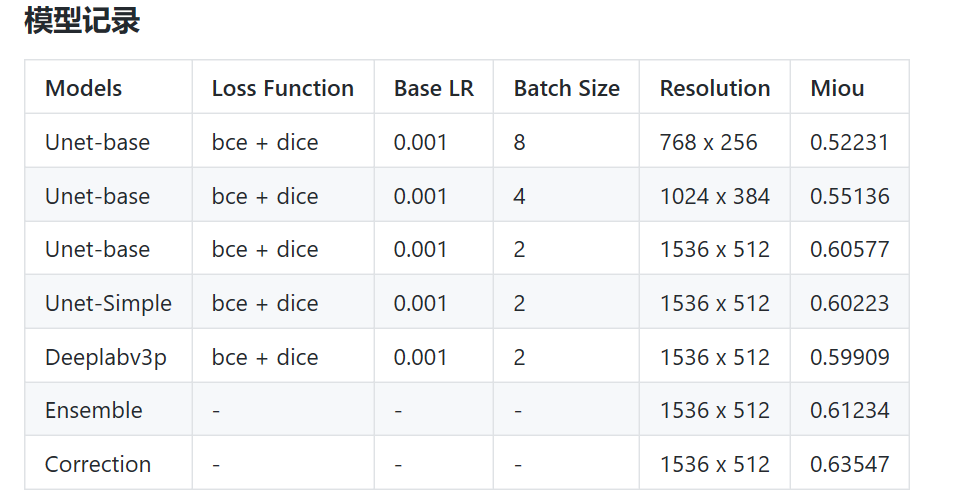 模型记录
Models Loss Function Base LR Batch Size Resolution Miou
Unet-base bce + dice 0.001 8 768 x 256 0.52231
Unet-base bce + dice 0.001 4 1024 x 384 0.55136
Unet-base bce + dice 0.001 2 1536 x 512 0.60577
Unet-Simple bce + dice 0.001 2 1536 x 512 0.60223
Deeplabv3p bce + dice 0.001 2 1536 x 512 0.59909
Ensemble - - - 1536 x 512 0.61234
Correction - - - 1536 x 512 0.63547